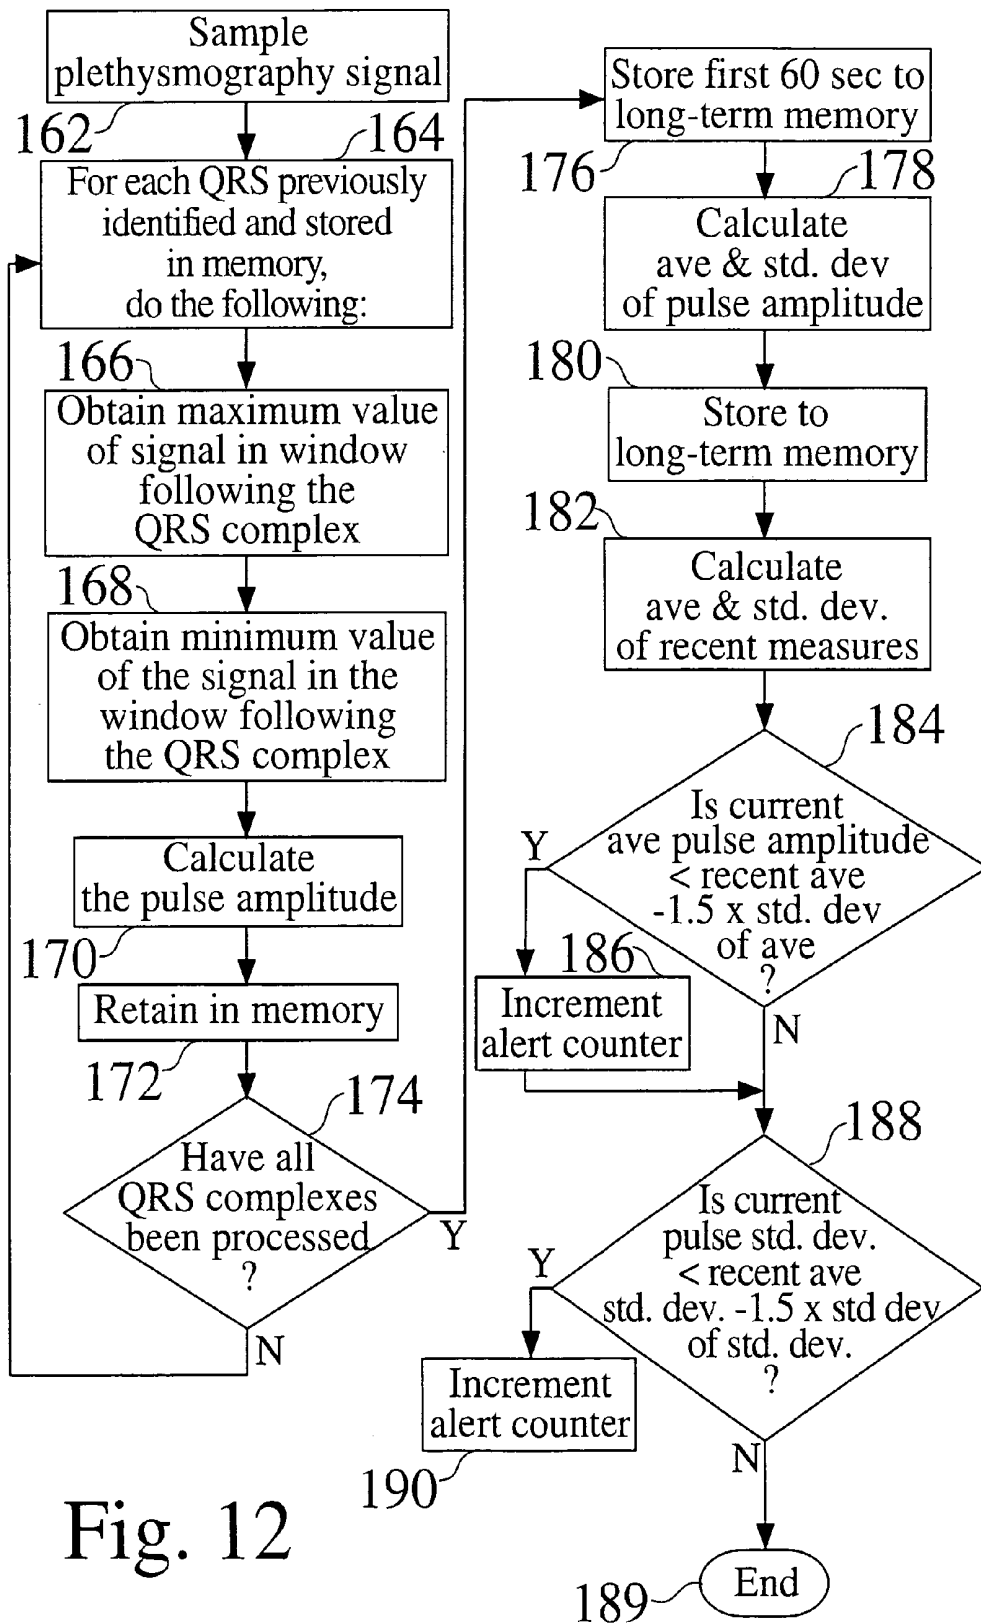 Sample
plethysmography signal
162
164
For each QRS previously
identified and stored
in memory,
do the following:
166
Obtain maximum value
of signal in window
following the
QRS complex
168
Obtain minimum value
of the signal in the
window following
the QRS complex
Calculate
the pulse amplitude
170
Retain in memory
172
174
Have all
QRS complexes
been processed
?
Y
N
Store first 60 sec to
long-term memory
176
178
Calculate
ave & std. dev
of pulse amplitude
180
Store to
long-term memory
182
Calculate
ave & std. dev.
of recent measures
184
Is current
ave pulse amplitude
< recent ave
-1.5 x std. dev
of ave
?
Y
N
186
Increment
alert counter
188
Is current
pulse std. dev.
< recent ave
std. dev. -1.5 x std dev
of std. dev.
?
Y
N
Increment
alert counter
190
End
189
Fig. 12